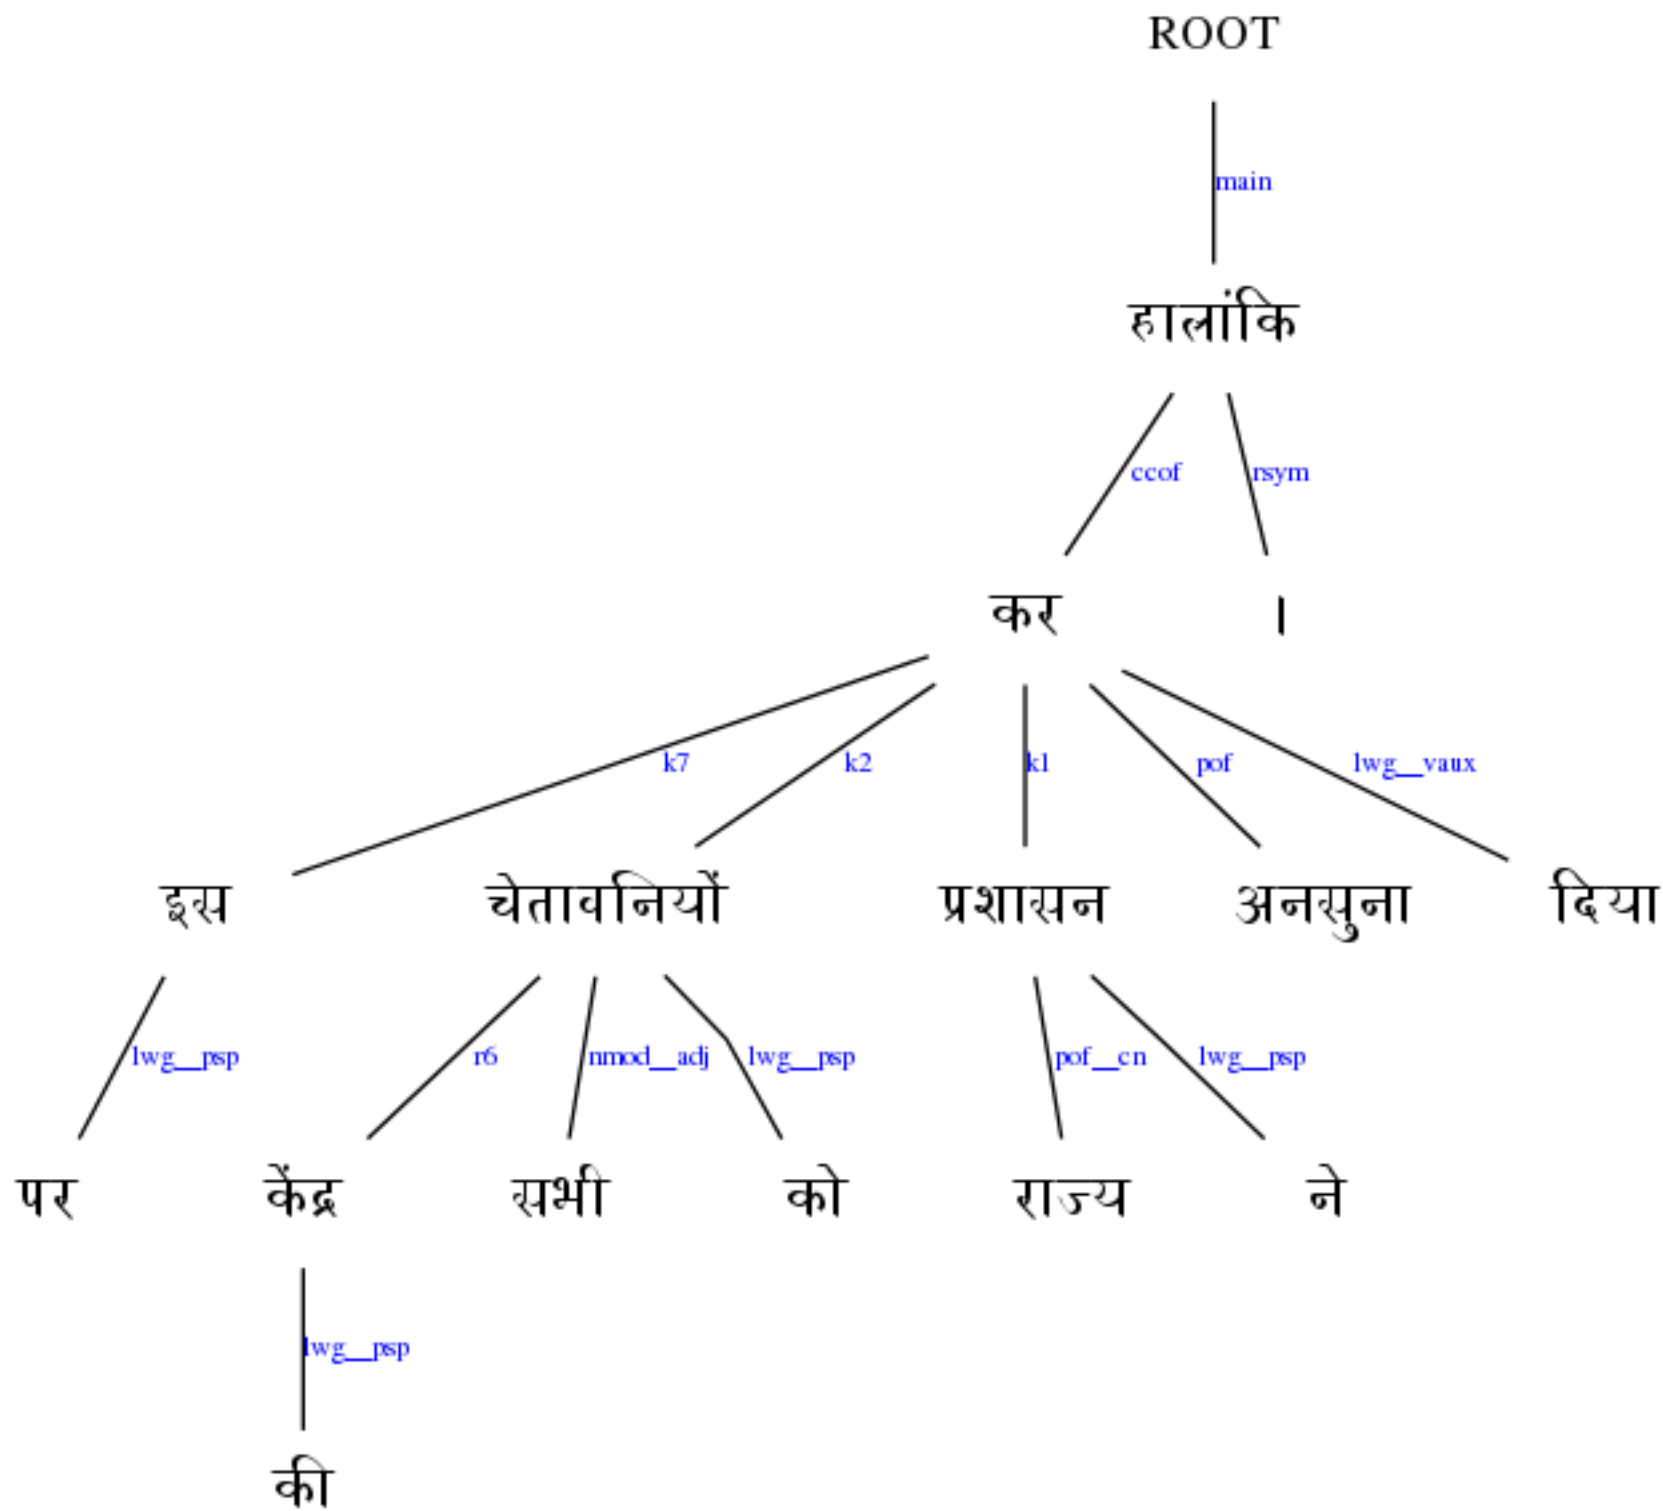 ROOT
main
हालांकि
ccof rsym
कर ।
k7 k2 k1 pof lwg__vaux
इस चेतावनियों प्रशासन अनसुना दिया
lwg__psp r6 nmod__adj lwg__psp pof__cn lwg__psp
पर केंद्र सभी को राज्य ने
lwg__psp
की